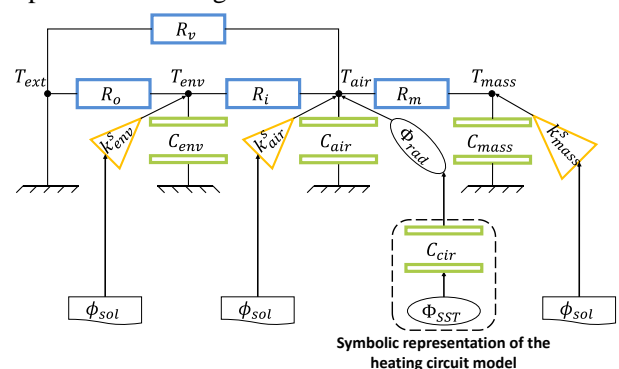 R_v
T_ext T_env T_air T_mass
R_o R_i R_m
k^s_env C_env k^s_air C_air Φ_rad C_mass k^s_mass
C_cir
ϕ_sol ϕ_sol Φ_SST ϕ_sol
Symbolic representation of the
heating circuit model